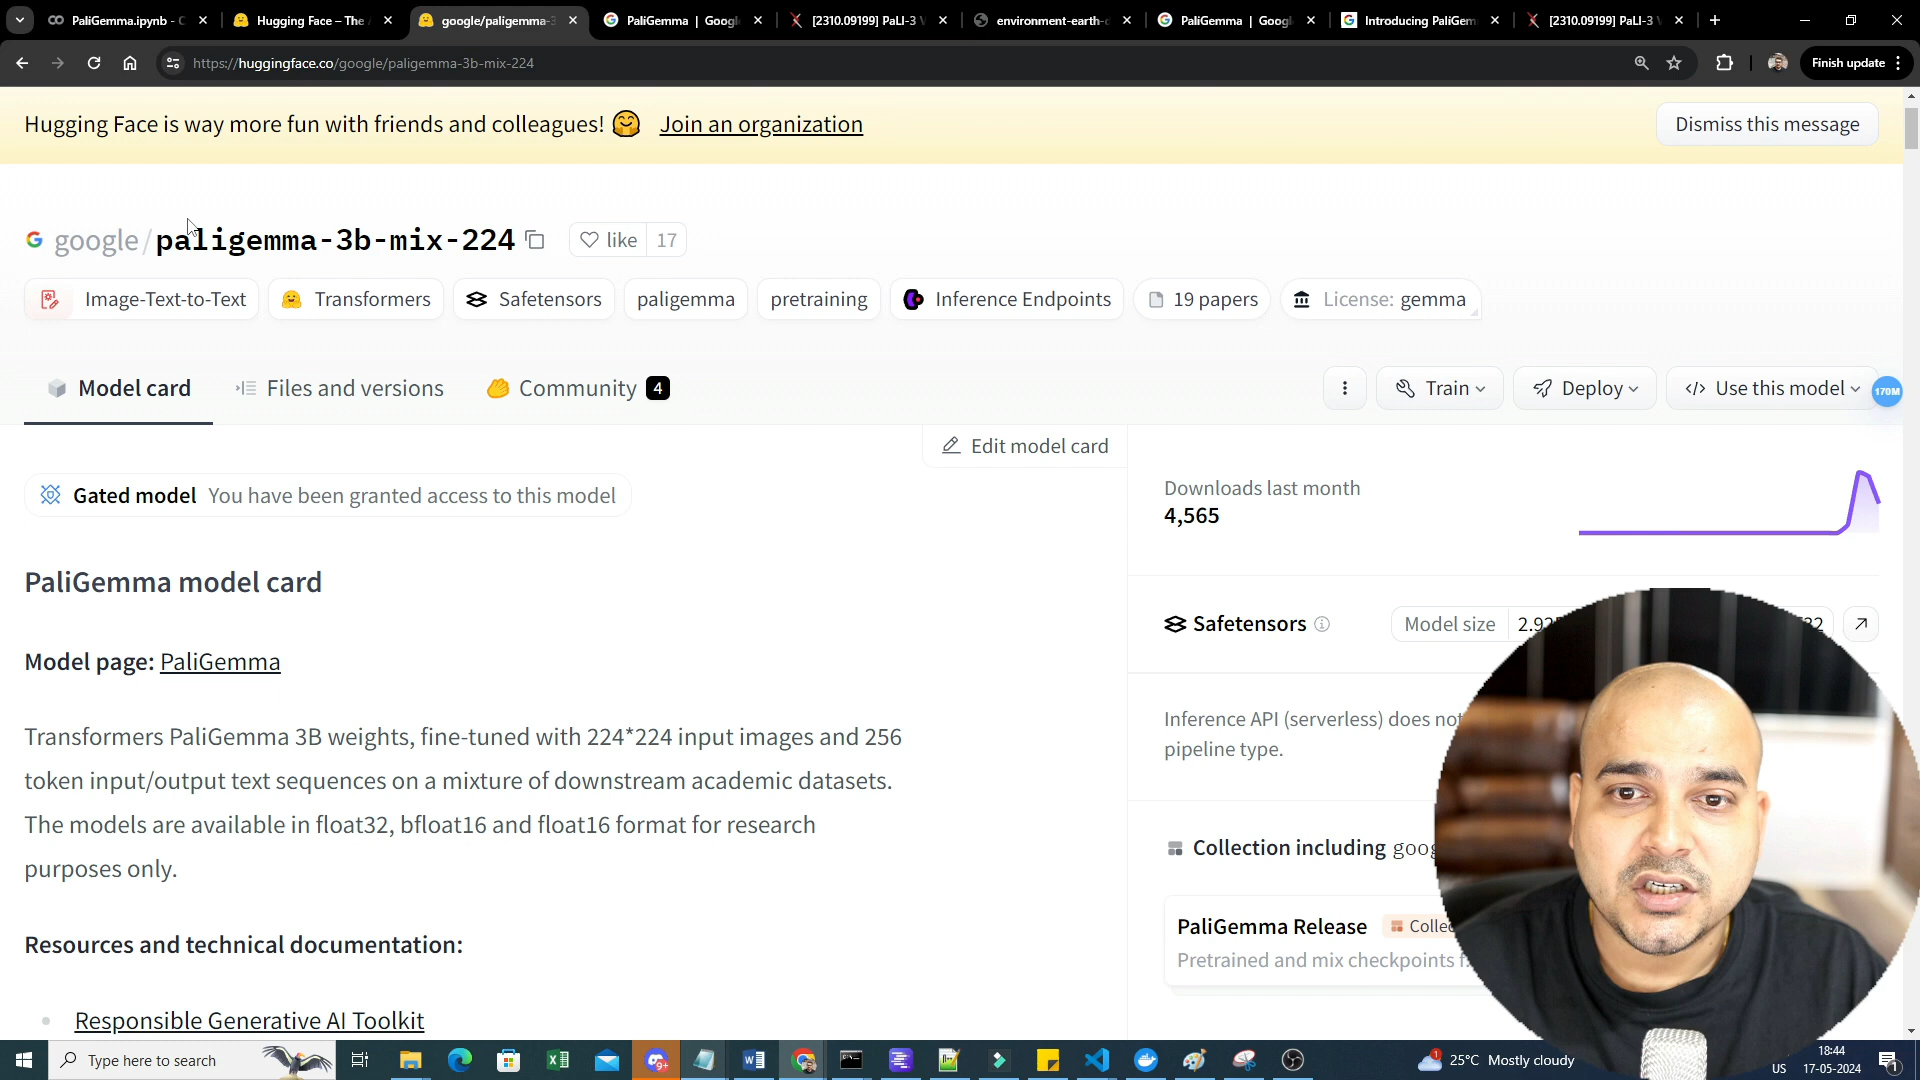 PaliGemma.ipynb - C
Hugging Face – The
google/paligemma-3
PaliGemma | Googl
[2310.09199] PaLI-3 V
environment-earth-d
PaliGemma | Googl
Introducing PaliGem
[2310.09199] PaLI-3 V
https://huggingface.co/google/paligemma-3b-mix-224
Finish update
Hugging Face is way more fun with friends and colleagues! 🤗 Join an organization
Dismiss this message
google/paligemma-3b-mix-224
like 17
Image-Text-to-Text
Transformers
Safetensors
paligemma
pretraining
Inference Endpoints
19 papers
License: gemma
Model card
Files and versions
Community 4
Train
Deploy
</> Use this model
170M
Edit model card
Gated model You have been granted access to this model
Downloads last month
4,565
PaliGemma model card
Safetensors
Model size
Model page: PaliGemma
Inference API (serverless) does not
pipeline type.
Transformers PaliGemma 3B weights, fine-tuned with 224*224 input images and 256
token input/output text sequences on a mixture of downstream academic datasets.
The models are available in float32, bfloat16 and float16 format for research
purposes only.
Collection including goog
PaliGemma Release
Pretrained and mix checkpoints f
Resources and technical documentation:
Responsible Generative AI Toolkit
Type here to search
9+
1
25°C Mostly cloudy
US
18:44
17-05-2024
1